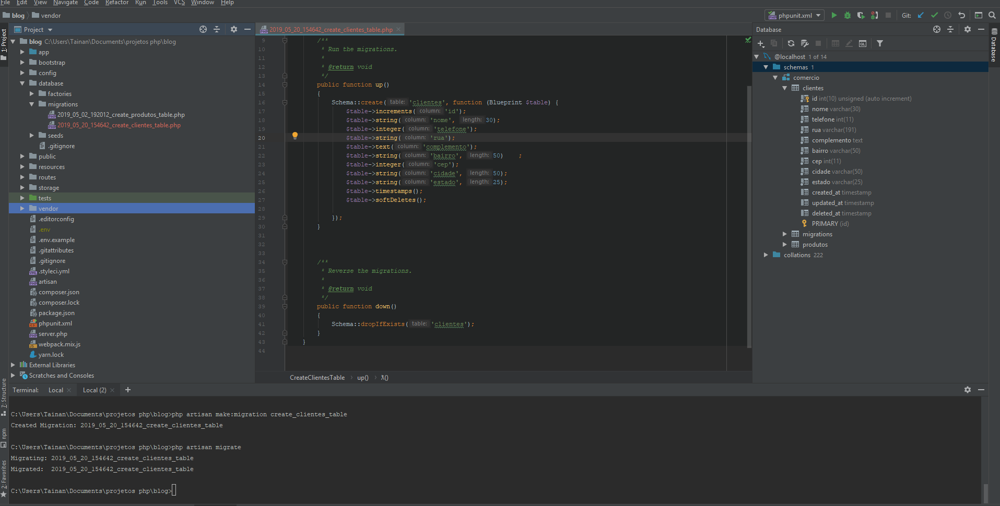 File Edit View Navigate Code Refactor Run Tools VCS Window Help
blog vendor
phpunit.xml
Git:
1: Project
Project
blog C:\Users\Tainan\Documents\projetos php\blog
app
bootstrap
config
database
factories
migrations
2019_05_02_192012_create_produtos_table.php
2019_05_20_154642_create_clientes_table.php
seeds
.gitignore
public
resources
routes
storage
tests
vendor
.editorconfig
.env
.env.example
.gitattributes
.gitignore
.styleci.yml
artisan
composer.json
composer.lock
package.json
phpunit.xml
server.php
webpack.mix.js
yarn.lock
External Libraries
Scratches and Consoles
2019_05_20_154642_create_clientes_table.php
9 /**
10 * Run the migrations.
11 *
12 * @return void
13 */
14 public function up()
15 {
16 Schema::create( table: 'clientes', function (Blueprint $table) {
17 $table->increments( column: 'id');
18 $table->string( column: 'nome', length: 30);
19 $table->integer( column: 'telefone');
20 $table->string( column: 'rua');
21 $table->text( column: 'complemento');
22 $table->string( column: 'bairro', length: 50)    ;
23 $table->integer( column: 'cep');
24 $table->string( column: 'cidade', length: 50);
25 $table->string( column: 'estado', length: 25);
26 $table->timestamps();
27 $table->softDeletes();
28
29 });
30 }
31
32
33
34 /**
35 * Reverse the migrations.
36 *
37 * @return void
38 */
39 public function down()
40 {
41 Schema::dropIfExists( table: 'clientes');
42 }
43 }
44
CreateClientesTable › up() › λ()
Database
@localhost 1 of 14
schemas 1
comercio
clientes
id int(10) unsigned (auto increment)
nome varchar(30)
telefone int(11)
rua varchar(191)
complemento text
bairro varchar(50)
cep int(11)
cidade varchar(50)
estado varchar(25)
created_at timestamp
updated_at timestamp
deleted_at timestamp
PRIMARY (id)
migrations
produtos
collations 222
Database
7: Structure
npm
2: Favorites
Terminal: Local Local (2)
C:\Users\Tainan\Documents\projetos php\blog>php artisan make:migration create_clientes_table
Created Migration: 2019_05_20_154642_create_clientes_table
C:\Users\Tainan\Documents\projetos php\blog>php artisan migrate
Migrating: 2019_05_20_154642_create_clientes_table
Migrated:  2019_05_20_154642_create_clientes_table
C:\Users\Tainan\Documents\projetos php\blog>